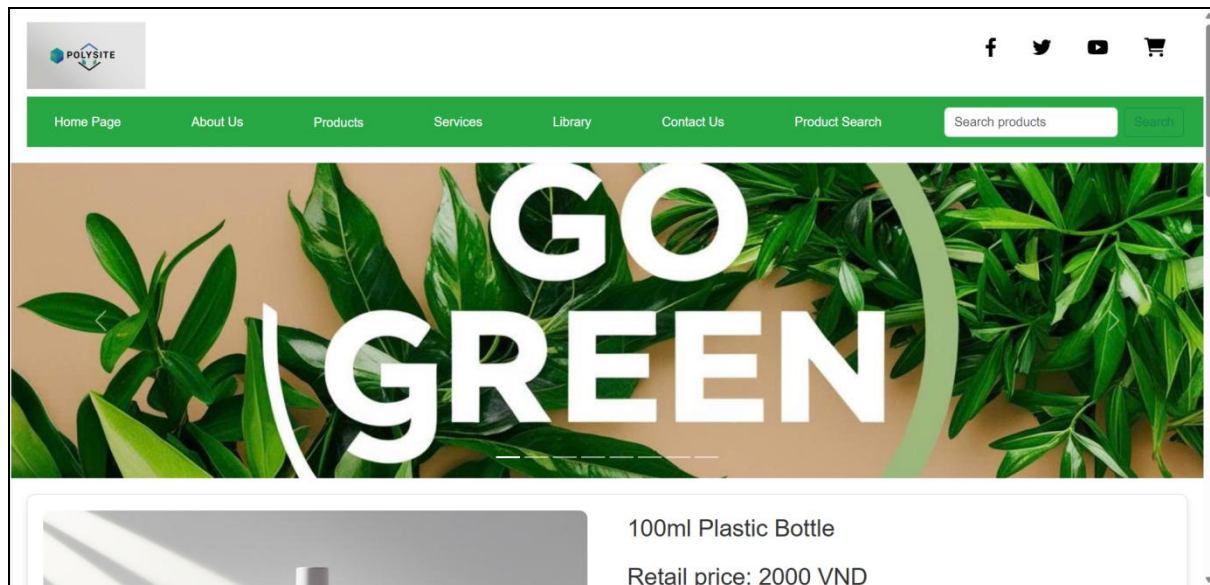 POLYSITE
Home Page About Us Products Services Library Contact Us Product Search Search products Search
GO
GREEN
100ml Plastic Bottle
Retail price: 2000 VND